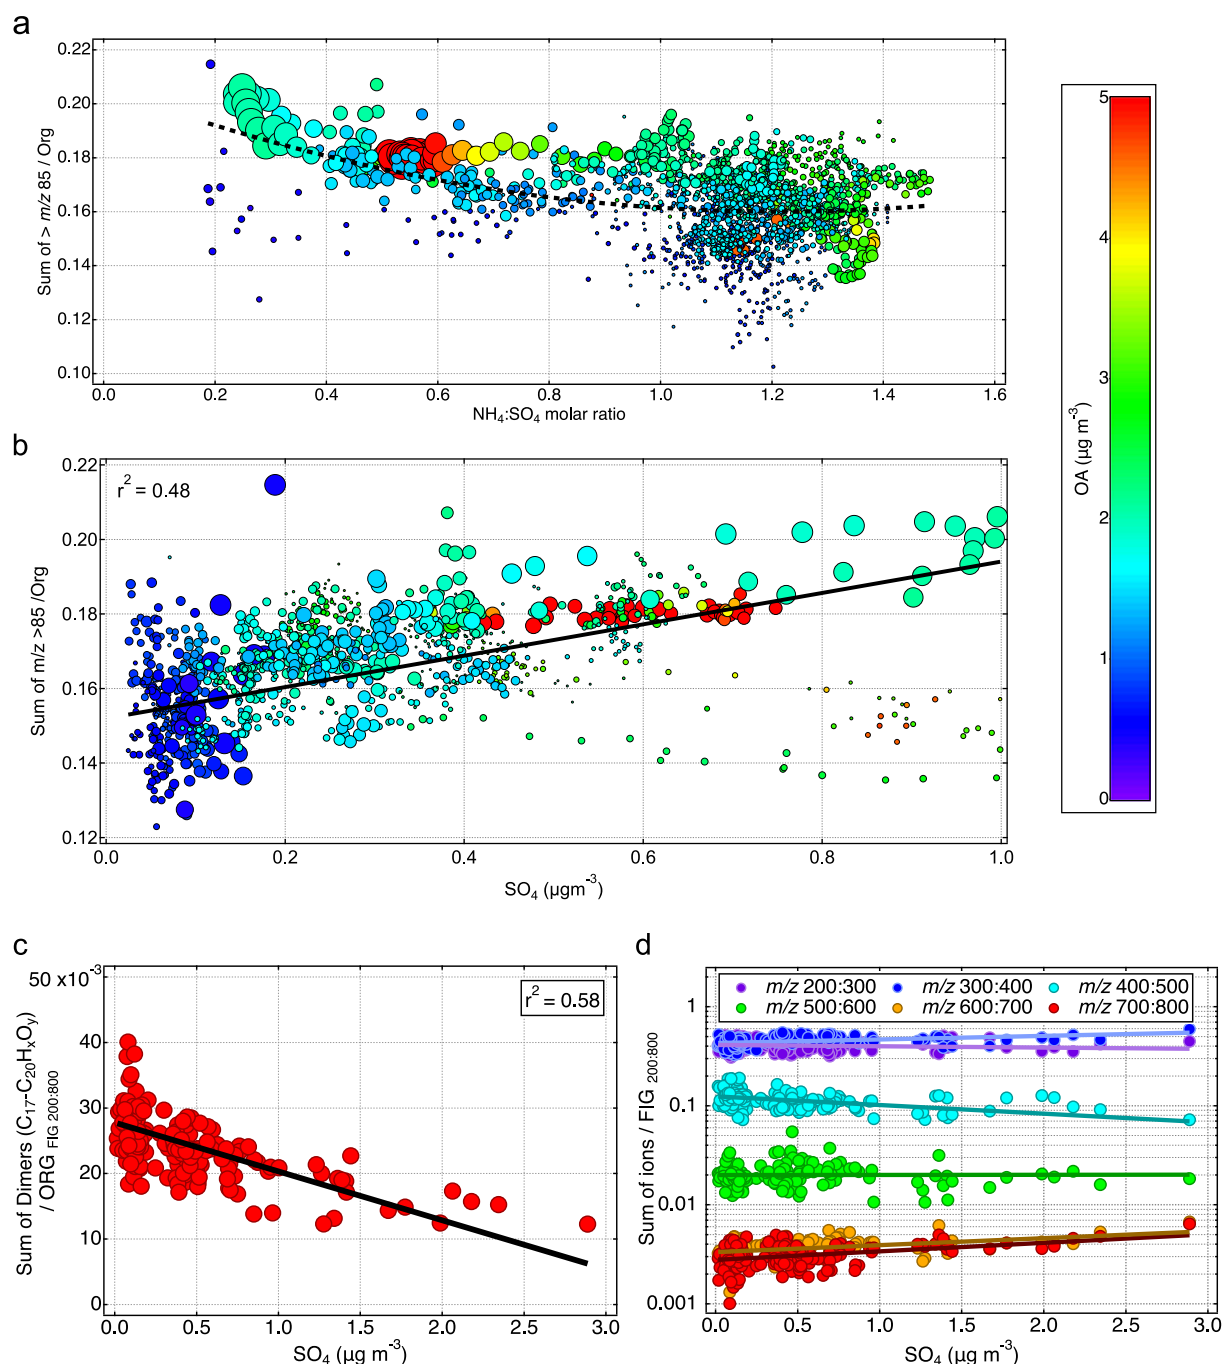 a
0.22
0.20
0.18
0.16
0.14
0.12
0.10
Sum of > m/z 85 / Org
0.0 0.2 0.4 0.6 0.8 1.0 1.2 1.4 1.6
NH₄:SO₄ molar ratio
5
4
3
2
1
0
OA (µg m⁻³)
b
r² = 0.48
0.22
0.20
0.18
0.16
0.14
0.12
Sum of m/z >85 /Org
0.0 0.2 0.4 0.6 0.8 1.0
SO₄ (µgm⁻³)
c
50 x10⁻³
40
30
20
10
0
r² = 0.58
Sum of Dimers (C₁₇-C₂₀HₓOᵧ)
/ ORG FIG 200:800
0.0 0.5 1.0 1.5 2.0 2.5 3.0
SO₄ (µg m⁻³)
d
m/z 200:300 m/z 300:400 m/z 400:500
m/z 500:600 m/z 600:700 m/z 700:800
1
0.1
0.01
0.001
Sum of ions / FIG 200:800
0.0 0.5 1.0 1.5 2.0 2.5 3.0
SO₄ (µg m⁻³)